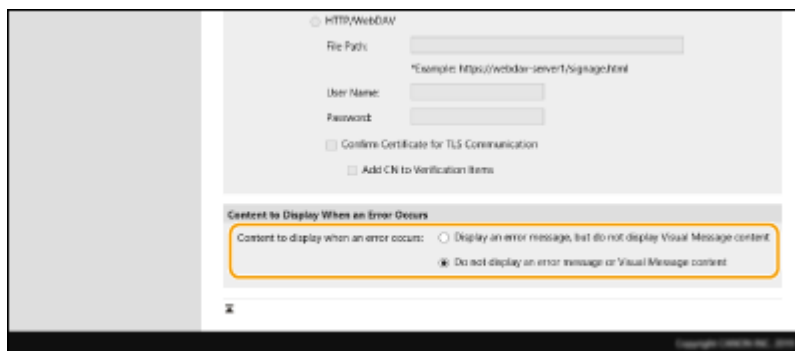 HTTP/WebDAV
File Path:
*Example: https://webdav-server1/signage.html
User Name:
Password:
Confirm Certificate for TLS Communication
Add CN to Verification Items
Content to Display When an Error Occurs
Content to display when an error occurs: Display an error message, but do not display Visual Message content
Do not display an error message or Visual Message content
Copyright CANON INC.